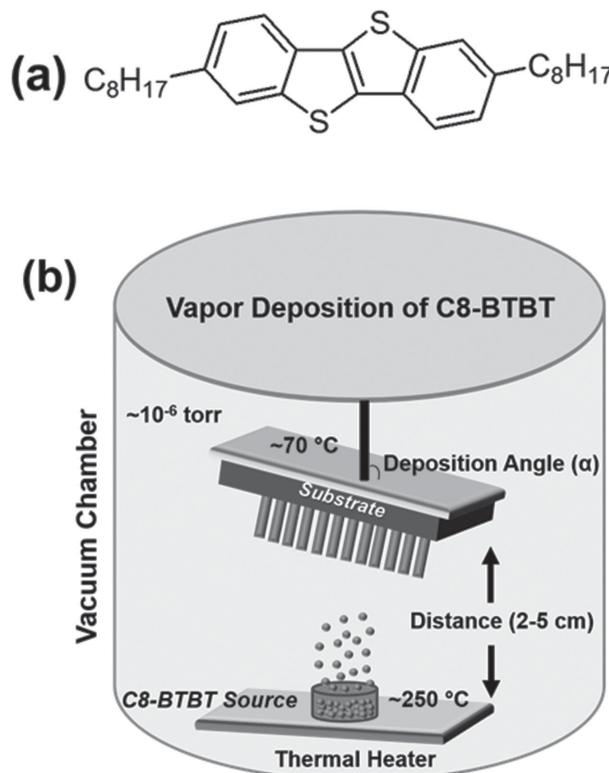 (a)
C8H17
S
S
C8H17
(b)
Vapor Deposition of C8-BTBT
Vacuum Chamber
~10⁻⁶ torr
~70 °C
Deposition Angle (α)
Substrate
Distance (2-5 cm)
C8-BTBT Source
~250 °C
Thermal Heater